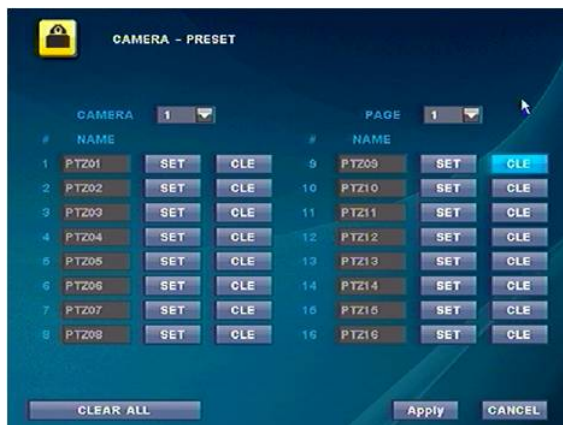 CAMERA - PRESET
CAMERA 1 PAGE 1
# NAME # NAME
1 PTZ01 SET CLE 9 PTZ09 SET CLE
2 PTZ02 SET CLE 10 PTZ10 SET CLE
3 PTZ03 SET CLE 11 PTZ11 SET CLE
4 PTZ04 SET CLE 12 PTZ12 SET CLE
5 PTZ05 SET CLE 13 PTZ13 SET CLE
6 PTZ06 SET CLE 14 PTZ14 SET CLE
7 PTZ07 SET CLE 15 PTZ15 SET CLE
8 PTZ08 SET CLE 16 PTZ16 SET CLE
CLEAR ALL Apply CANCEL